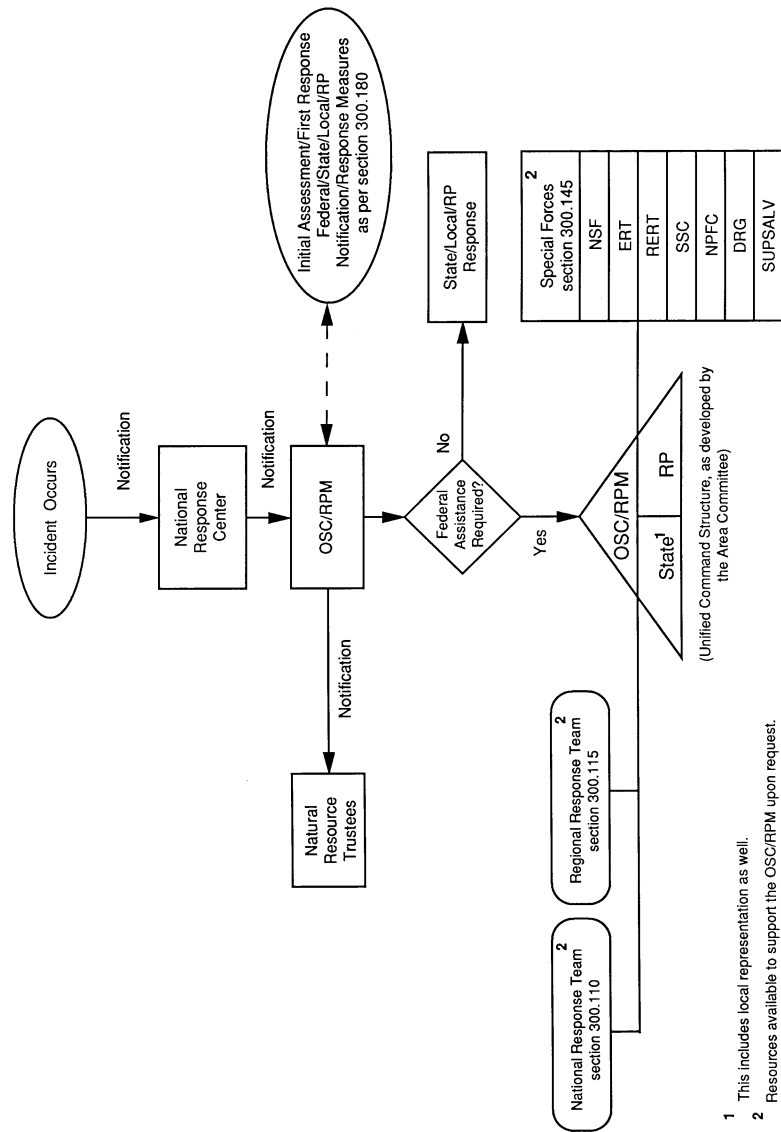 Incident Occurs
Notification
National
Response
Center
Notification
Initial Assessment/First Response
Federal/State/Local/RP
Notification/Response Measures
as per section 300.180
OSC/RPM
Notification
Natural
Resource
Trustees
Federal
Assistance
Required?
No
State/Local/RP
Response
Yes
OSC/RPM
State1
RP
(Unified Command Structure, as developed by
the Area Committee)
National Response Team 2
section 300.110
Regional Response Team 2
section 300.115
Special Forces 2
section 300.145
NSF
ERT
RERT
SSC
NPFC
DRG
SUPSALV
1 This includes local representation as well.
2 Resources available to support the OSC/RPM upon request.